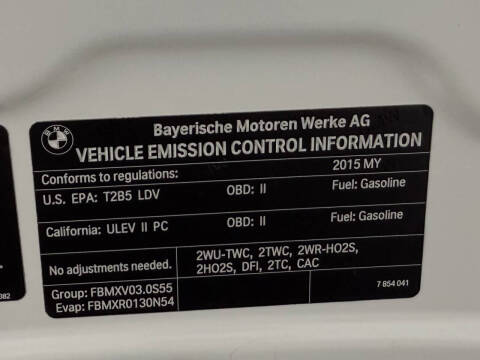 BMW
Bayerische Motoren Werke AG
VEHICLE EMISSION CONTROL INFORMATION
Conforms to regulations: 2015 MY
U.S. EPA: T2B5 LDV OBD: II Fuel: Gasoline
California: ULEV II PC OBD: II Fuel: Gasoline
No adjustments needed. 2WU-TWC, 2TWC, 2WR-HO2S,
2HO2S, DFI, 2TC, CAC
Group: FBMXV03.0S55
Evap: FBMXR0130N54 7 854 041
382